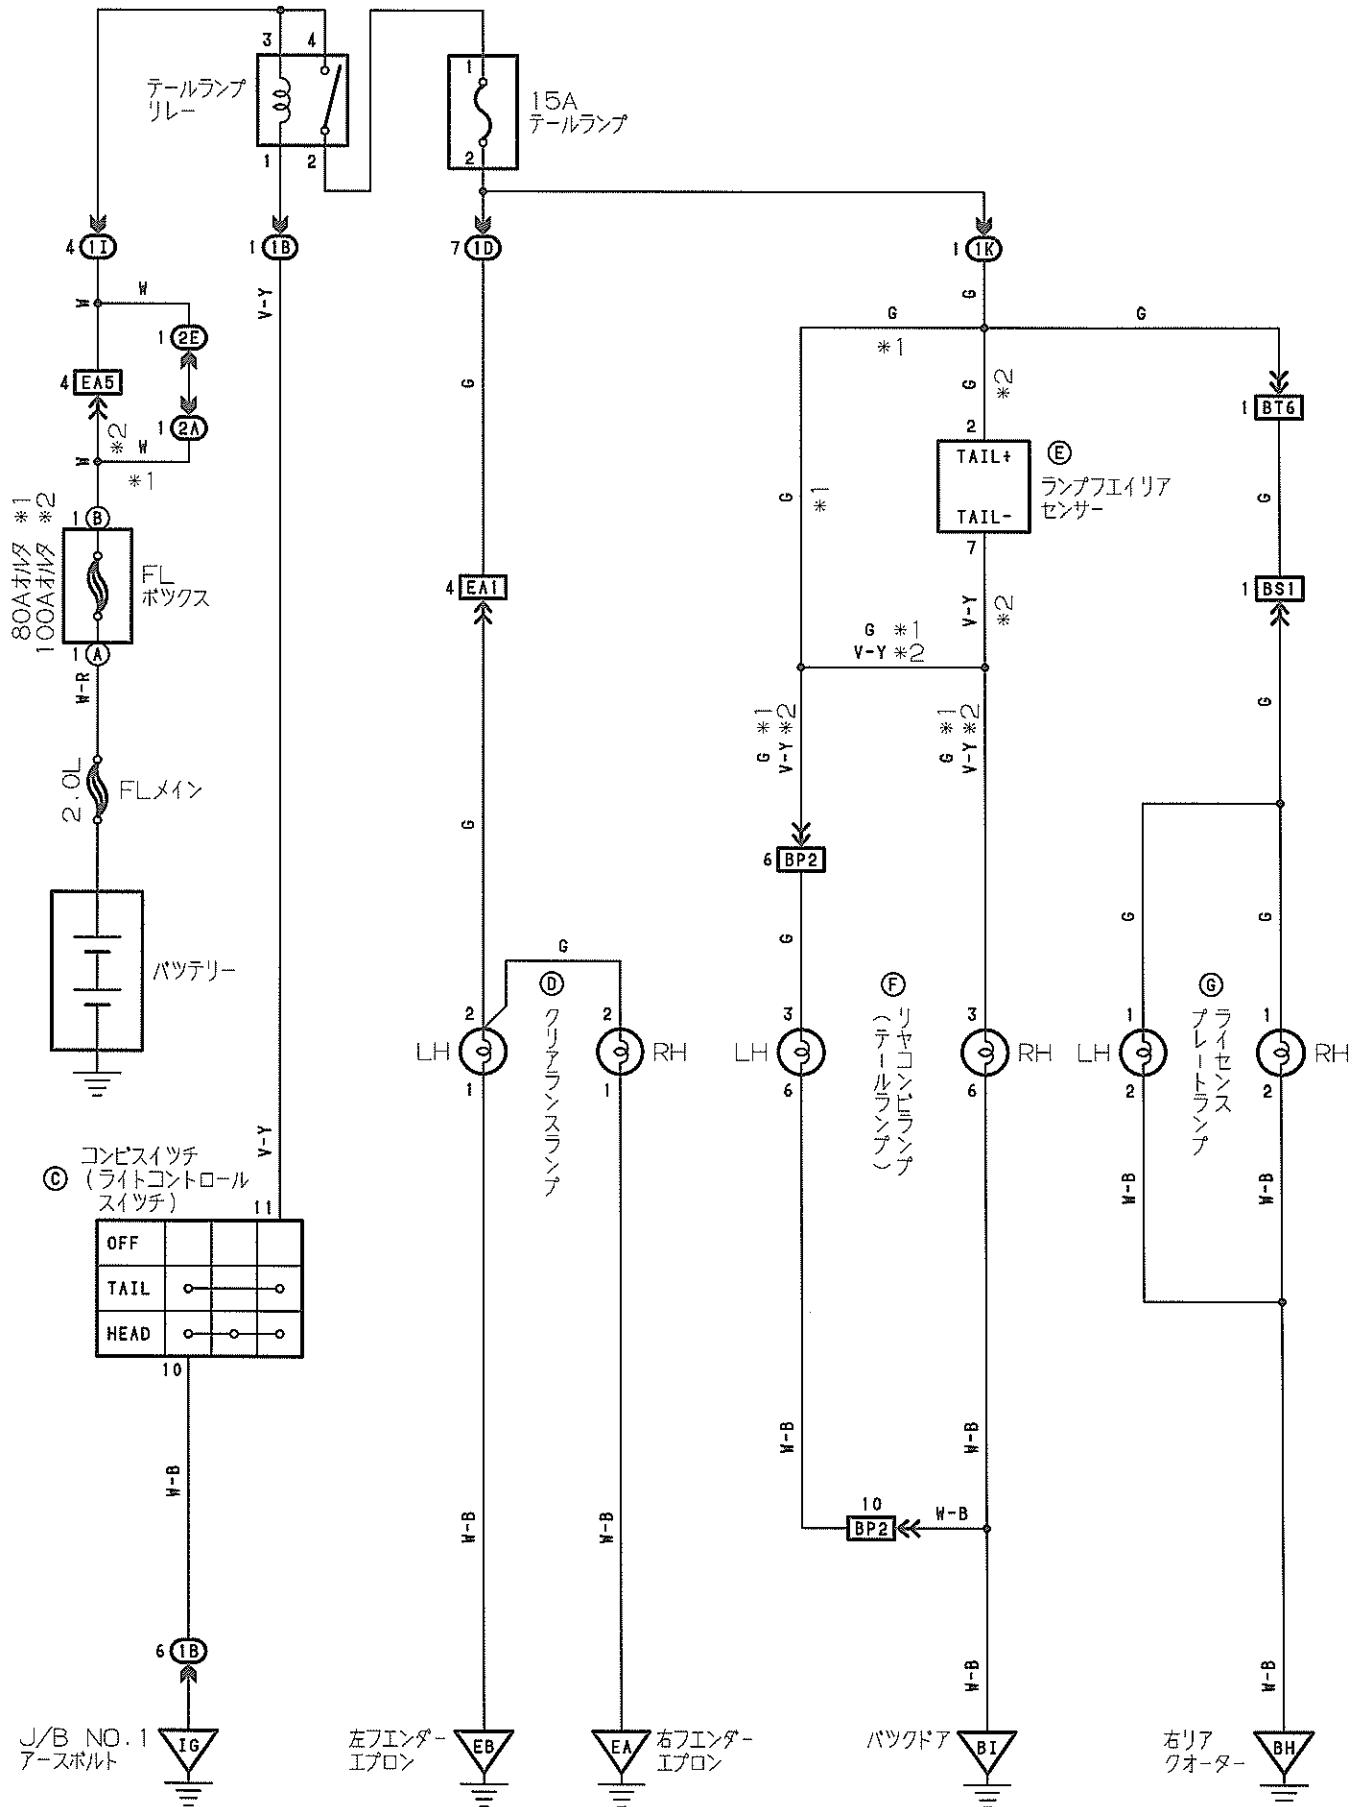 3 4
テールランプ
リレー
1 2
1
15A
テールランプ
2
4 1I
1 1B
7 1D
1 1K
W
W
V-Y
G
G
G
*1
1 2E
4 EA5
G
G
*2
1 BT6
1 2A
*2
W
W
*1
2
TAIL+
TAIL-
7
E
ランプフエイリア
センサー
G
*1
G
80Aオルタ *1
100Aオルタ *2
1 B
FL
ボックス
1 A
4 EA1
1 BS1
V-Y
*2
G *1
V-Y *2
W-R
G *1
V-Y *2
G *1
V-Y *2
G
2.0L
FLメイン
G
6 BP2
G
G
G
バッテリー
G
D
クリアランスランプ
F
リヤコンビランプ
(テールランプ)
G
ライセンス
プレートランプ
LH
2
1
2
1
RH
LH
3
6
3
6
RH
LH
1
2
1
2
RH
C
コンビスイッチ
(ライトコントロール
スイッチ)
V-Y
11
OFF
TAIL
HEAD
10
W-B
W-B
W-B
W-B
W-B
W-B
W-B
10
BP2
W-B
6 1B
W-B
W-B
J/B NO.1
アースボルト
IG
左フエンダー
エプロン
EB
EA
右フエンダー
エプロン
バックドア
BI
右リア
クオーター
BH